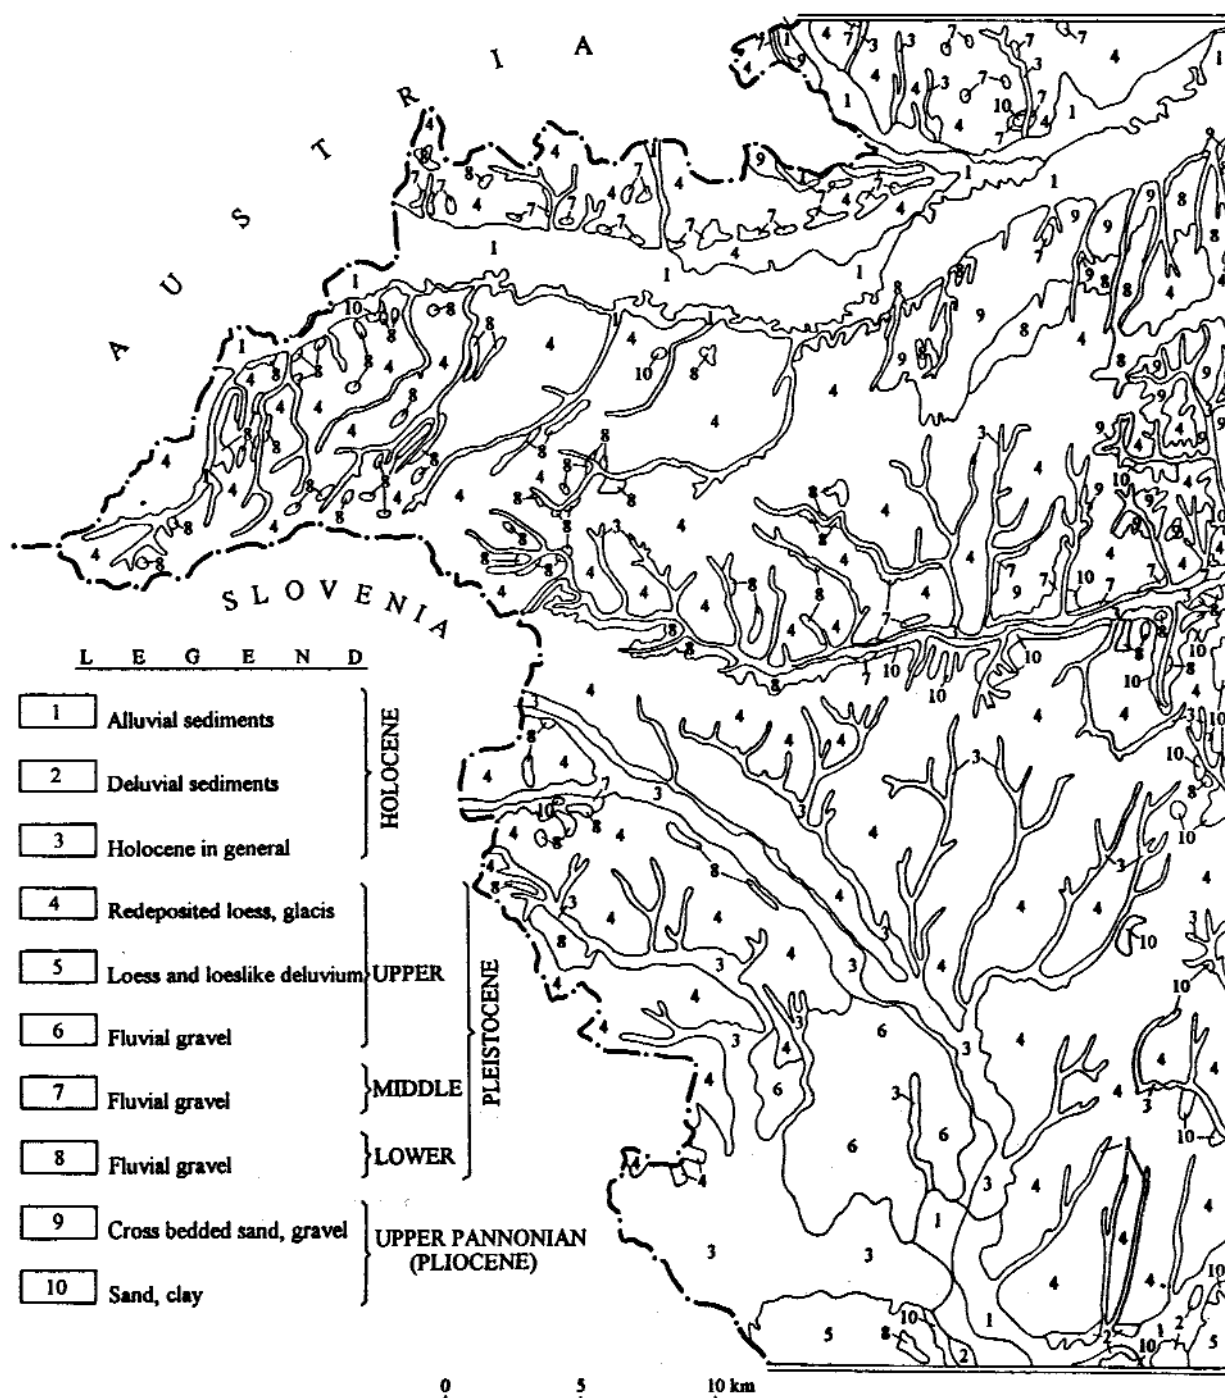 AUSTRIA
SLOVENIA
LEGEND
1 Alluvial sediments
2 Deluvial sediments
3 Holocene in general
HOLOCENE
4 Redeposited loess, glacis
5 Loess and loeslike deluvium
6 Fluvial gravel
UPPER
7 Fluvial gravel
MIDDLE
8 Fluvial gravel
LOWER
PLEISTOCENE
9 Cross bedded sand, gravel
10 Sand, clay
UPPER PANNONIAN
(PLIOCENE)
0 5 10 km